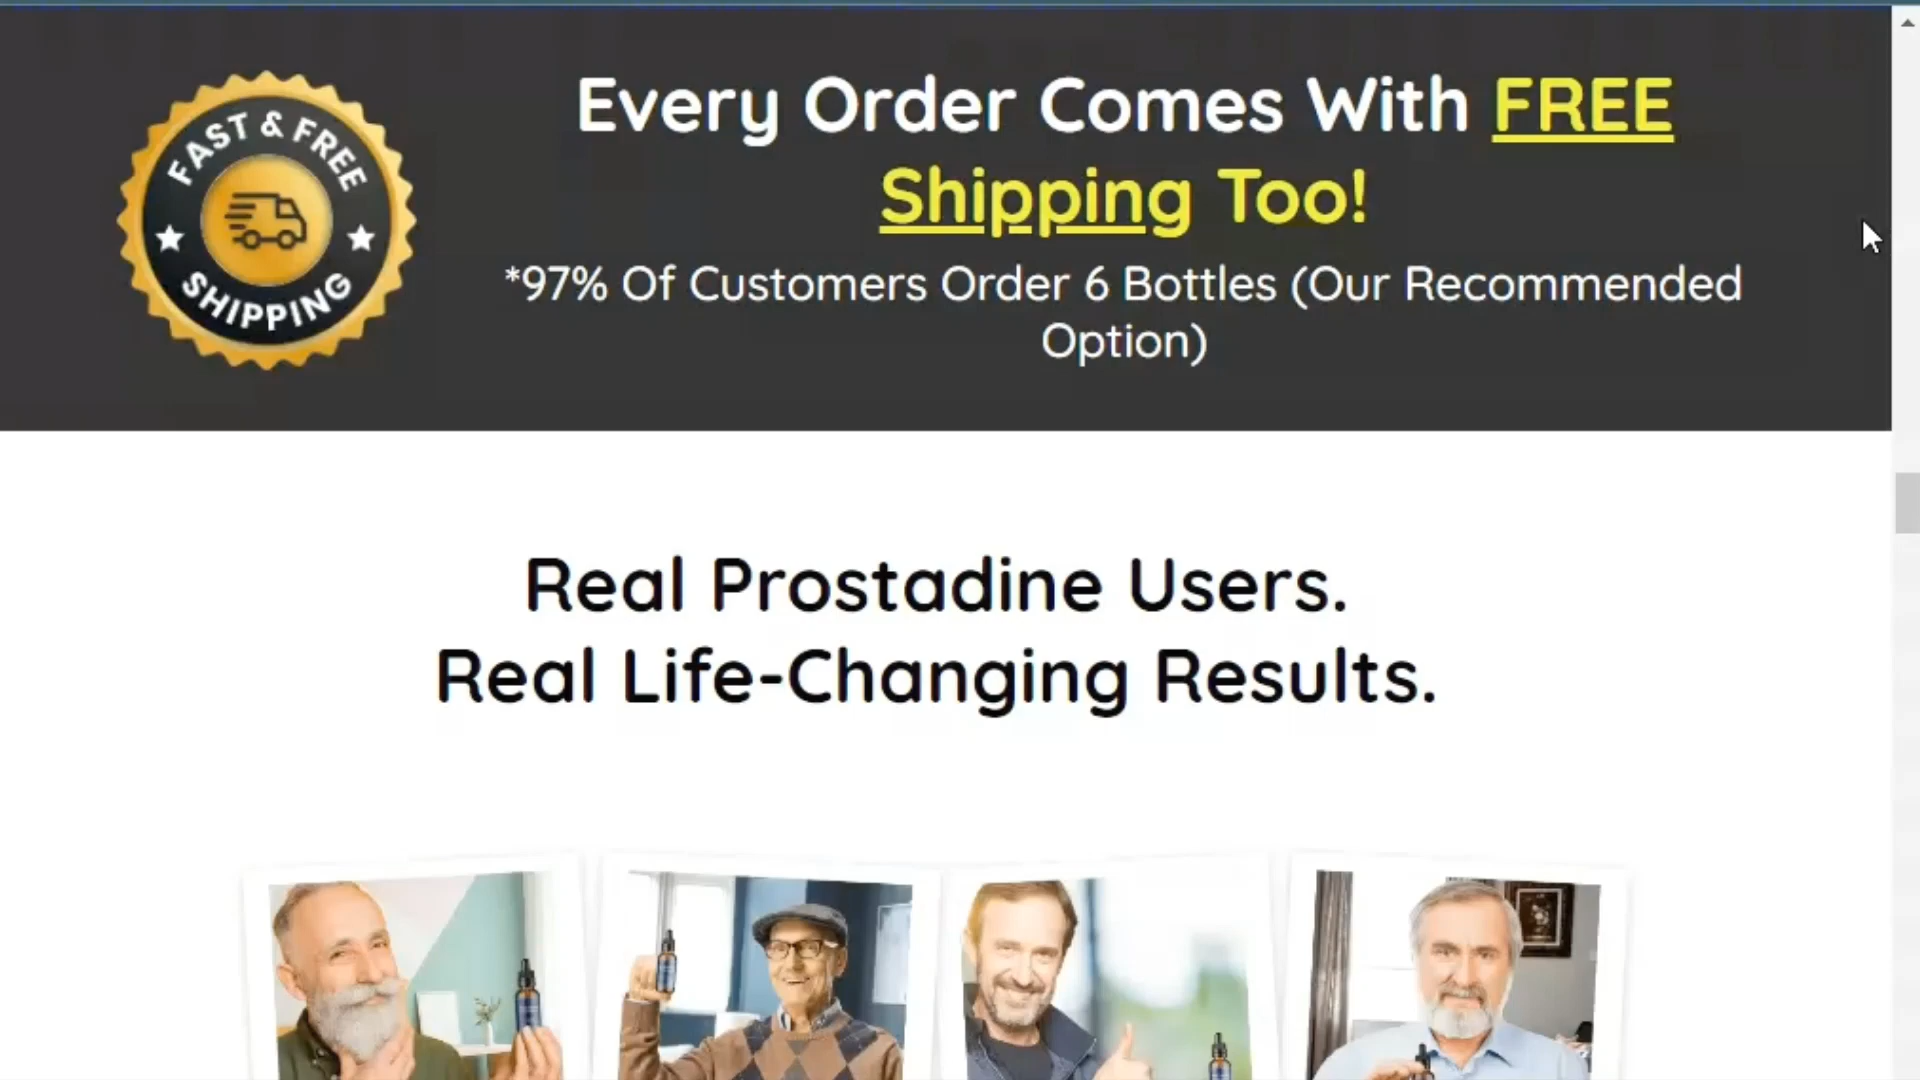 FAST & FREE
SHIPPING
Every Order Comes With FREE
Shipping Too!
*97% Of Customers Order 6 Bottles (Our Recommended
Option)
Real Prostadine Users.
Real Life-Changing Results.